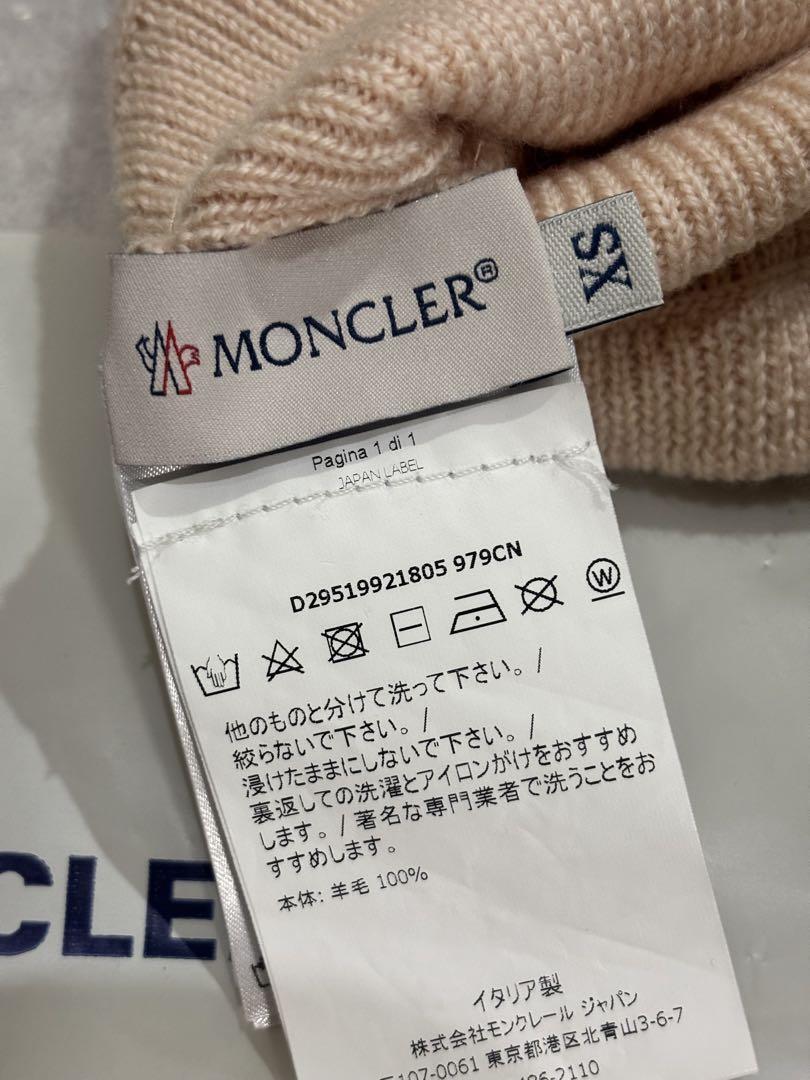 XS
MONCLER®
Pagina 1 di 1
JAPAN LABEL
D29519921805 979CN
W
他のものと分けて洗って下さい。/
絞らないで下さい。/
浸けたままにしないで下さい。/
裏返しての洗濯とアイロンがけをおすすめ
します。/ 著名な専門業者で洗うことをお
すすめします。
本体: 羊毛 100%
CLE
イタリア製
株式会社モンクレール ジャパン
107-0061 東京都港区北青山3-6-7
486-2110